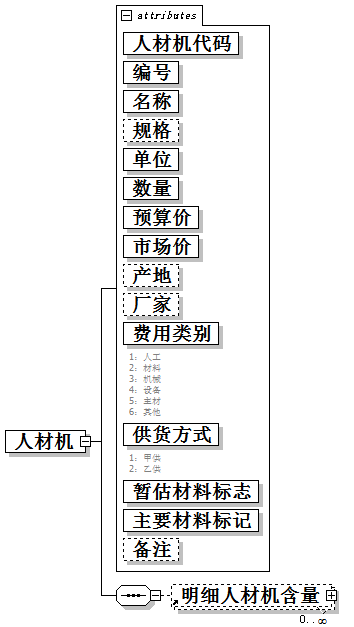 attributes
人材机代码
编号
名称
规格
单位
数量
预算价
市场价
产地
厂家
费用类别
1: 人工
2: 材料
3: 机械
4: 设备
5: 主材
6: 其他
供货方式
1: 甲供
2: 乙供
暂估材料标志
主要材料标记
备注
人材机
明细人材机含量
0..∞